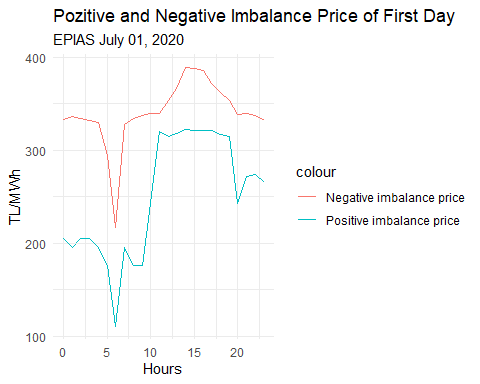 Pozitive and Negative Imbalance Price of First Day
EPIAS July 01, 2020
400
300
200
100
TL/MWh
0 5 10 15 20
Hours
colour
Negative imbalance price
Positive imbalance price